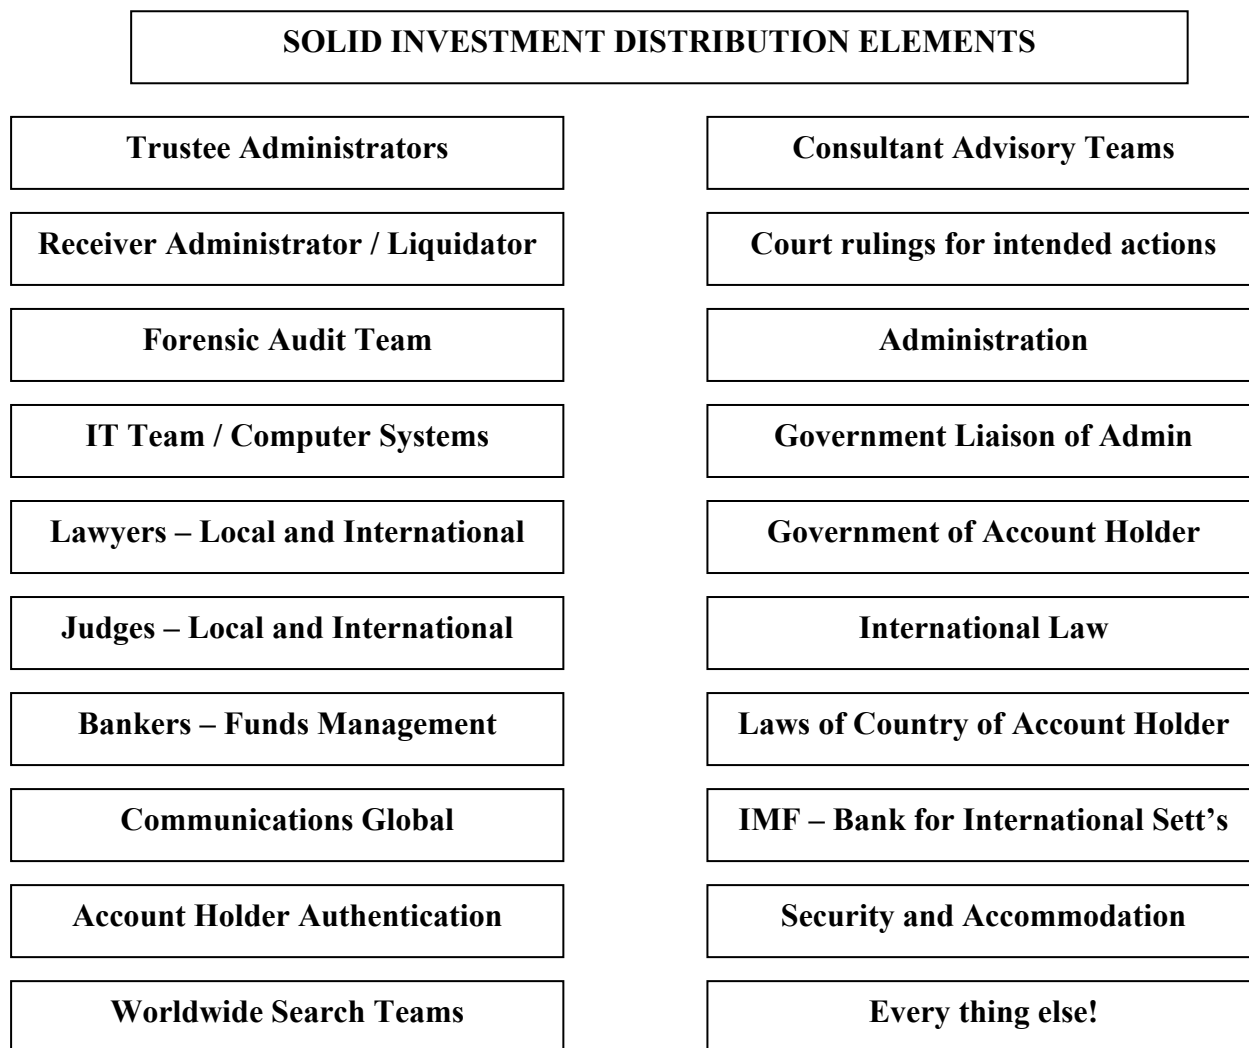 SOLID INVESTMENT DISTRIBUTION ELEMENTS
Trustee Administrators
Consultant Advisory Teams
Receiver Administrator / Liquidator
Court rulings for intended actions
Forensic Audit Team
Administration
IT Team / Computer Systems
Government Liaison of Admin
Lawyers – Local and International
Government of Account Holder
Judges – Local and International
International Law
Bankers – Funds Management
Laws of Country of Account Holder
Communications Global
IMF – Bank for International Sett’s
Account Holder Authentication
Security and Accommodation
Worldwide Search Teams
Every thing else!